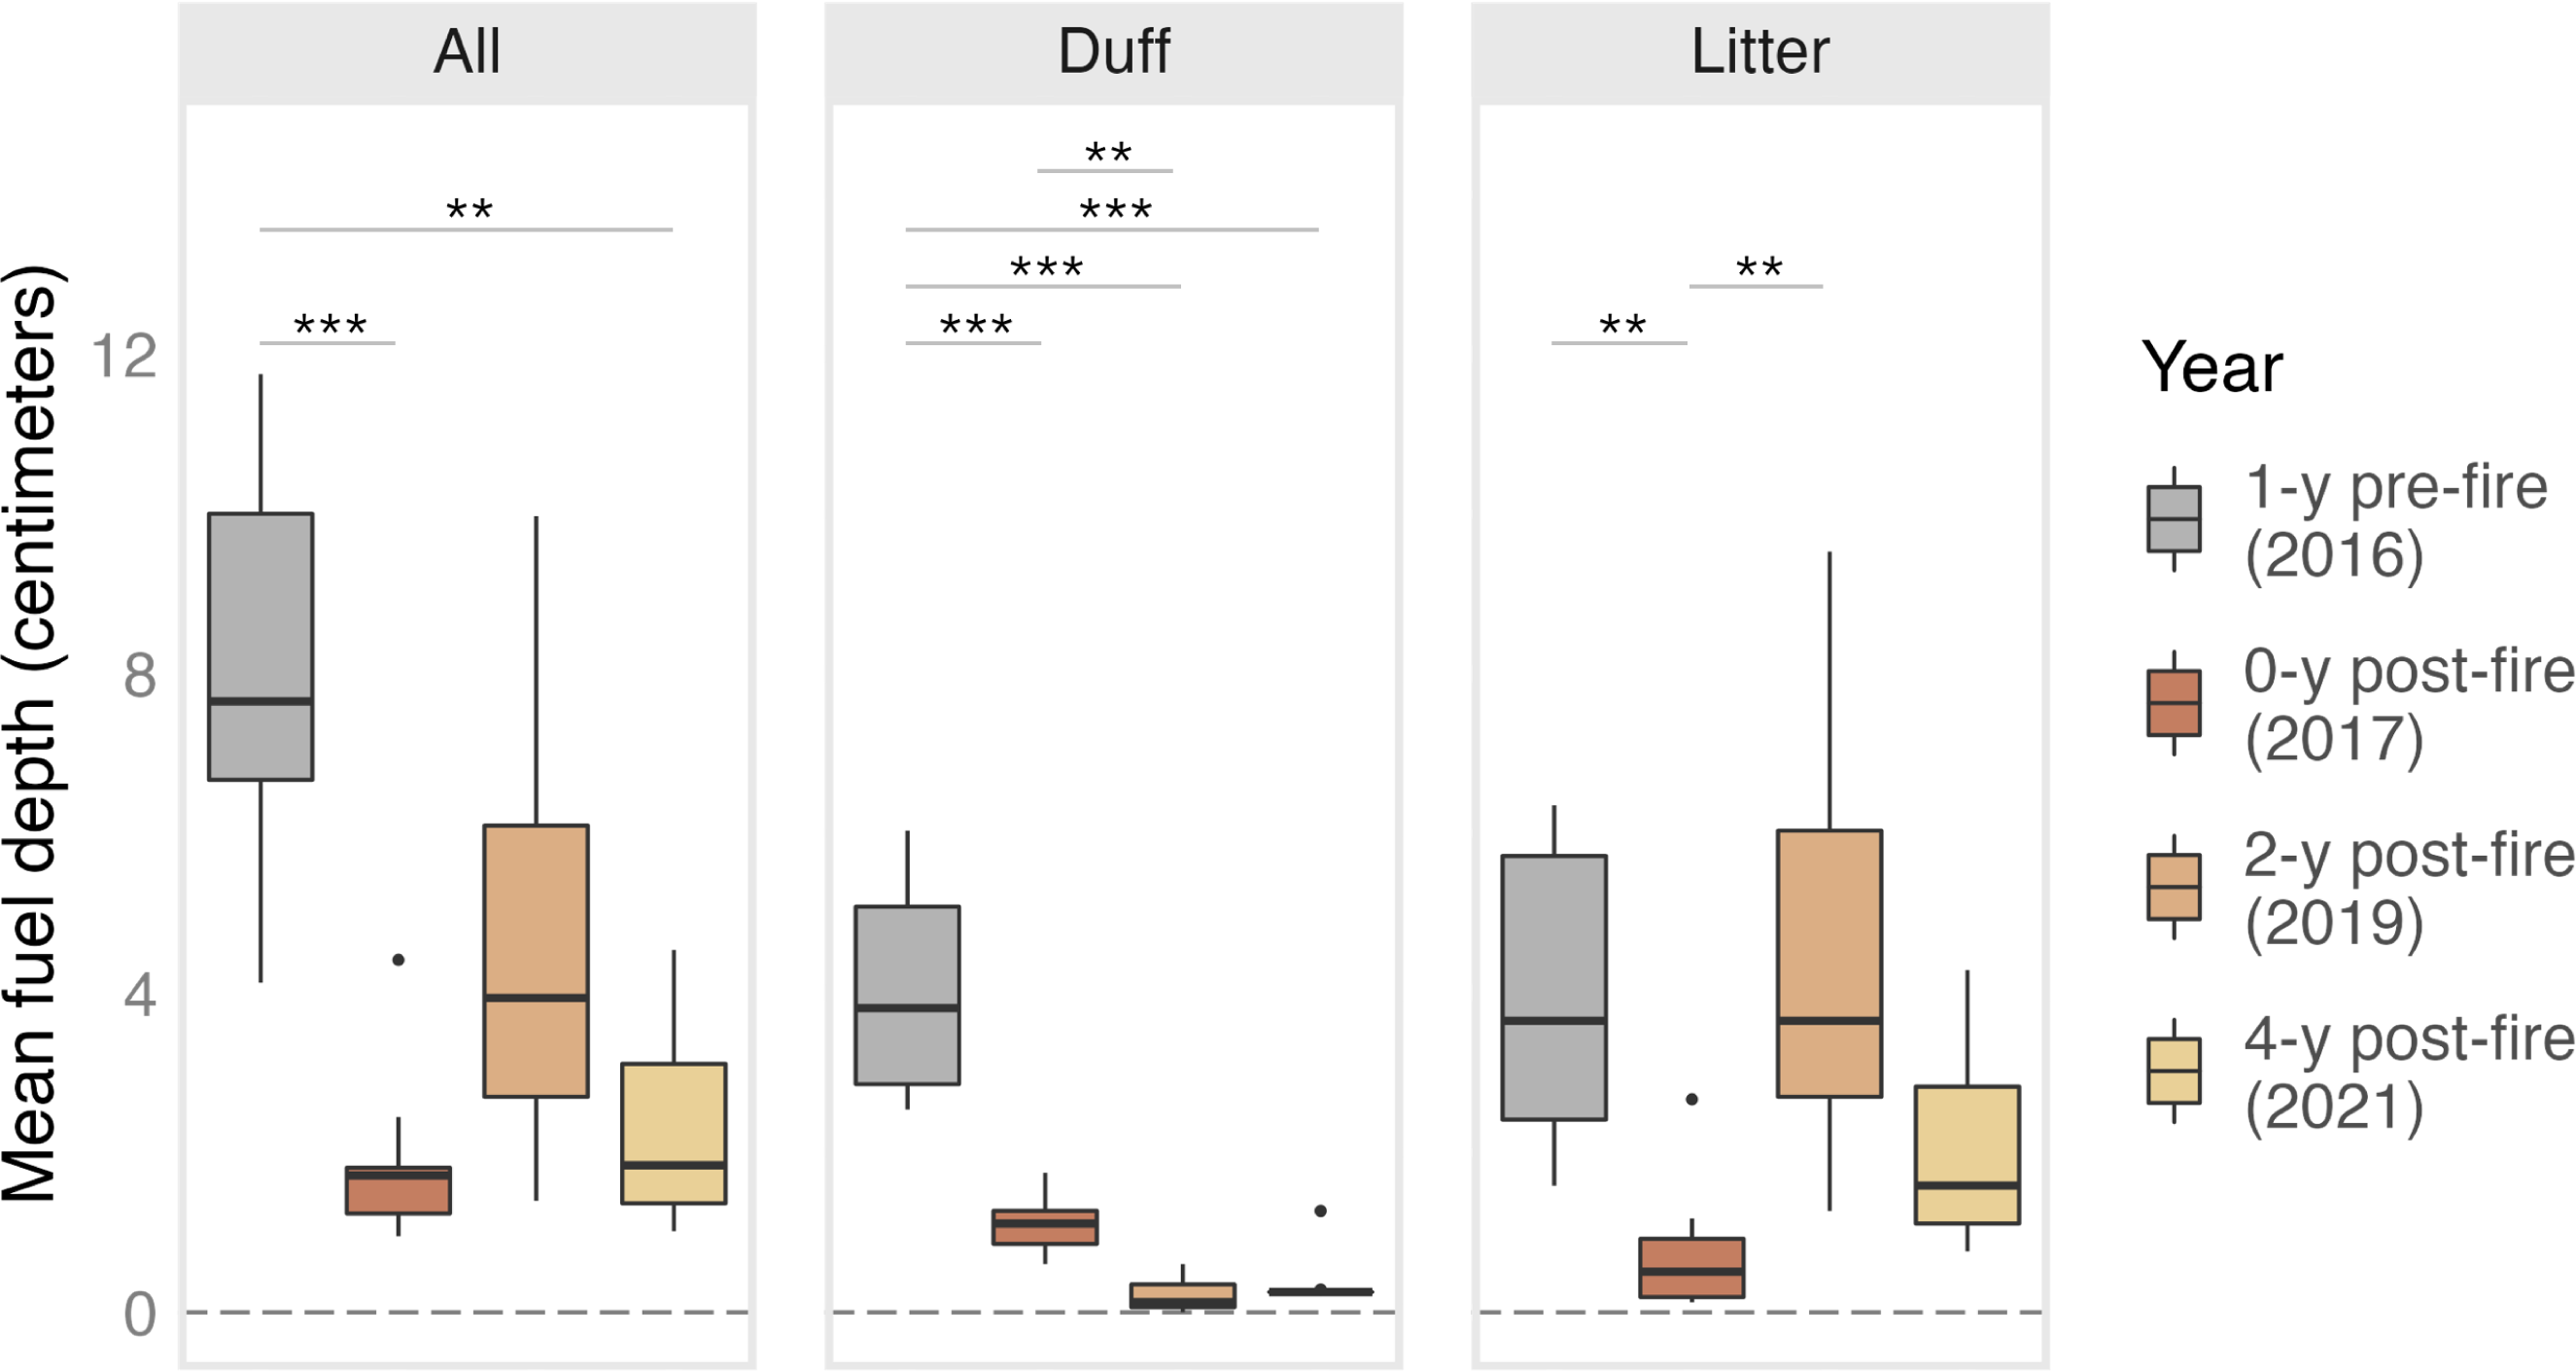 All
Duff
Litter
Mean fuel depth (centimeters)
12
8
4
0
**
***
**
***
***
***
**
**
Year
1-y pre-fire
(2016)
0-y post-fire
(2017)
2-y post-fire
(2019)
4-y post-fire
(2021)